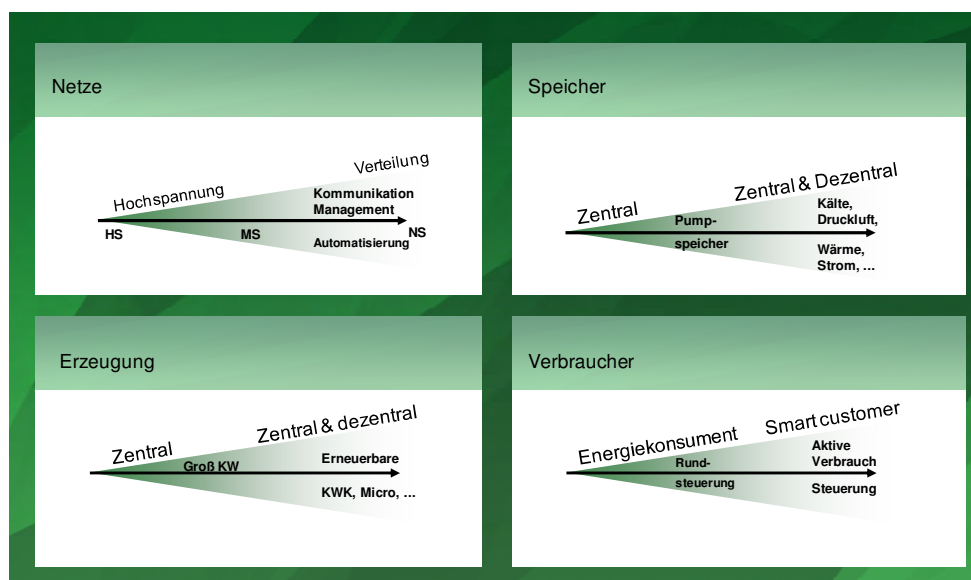 Netze
Hochspannung
Verteilung
Kommunikation
Management
HS
MS
NS
Automatisierung
Speicher
Zentral
Zentral & Dezentral
Pump-
speicher
Kälte,
Druckluft,
Wärme,
Strom, ...
Erzeugung
Zentral
Zentral & dezentral
Groß KW
Erneuerbare
KWK, Micro, ...
Verbraucher
Energiekonsument
Smart customer
Rund-
steuerung
Aktive
Verbrauch
Steuerung